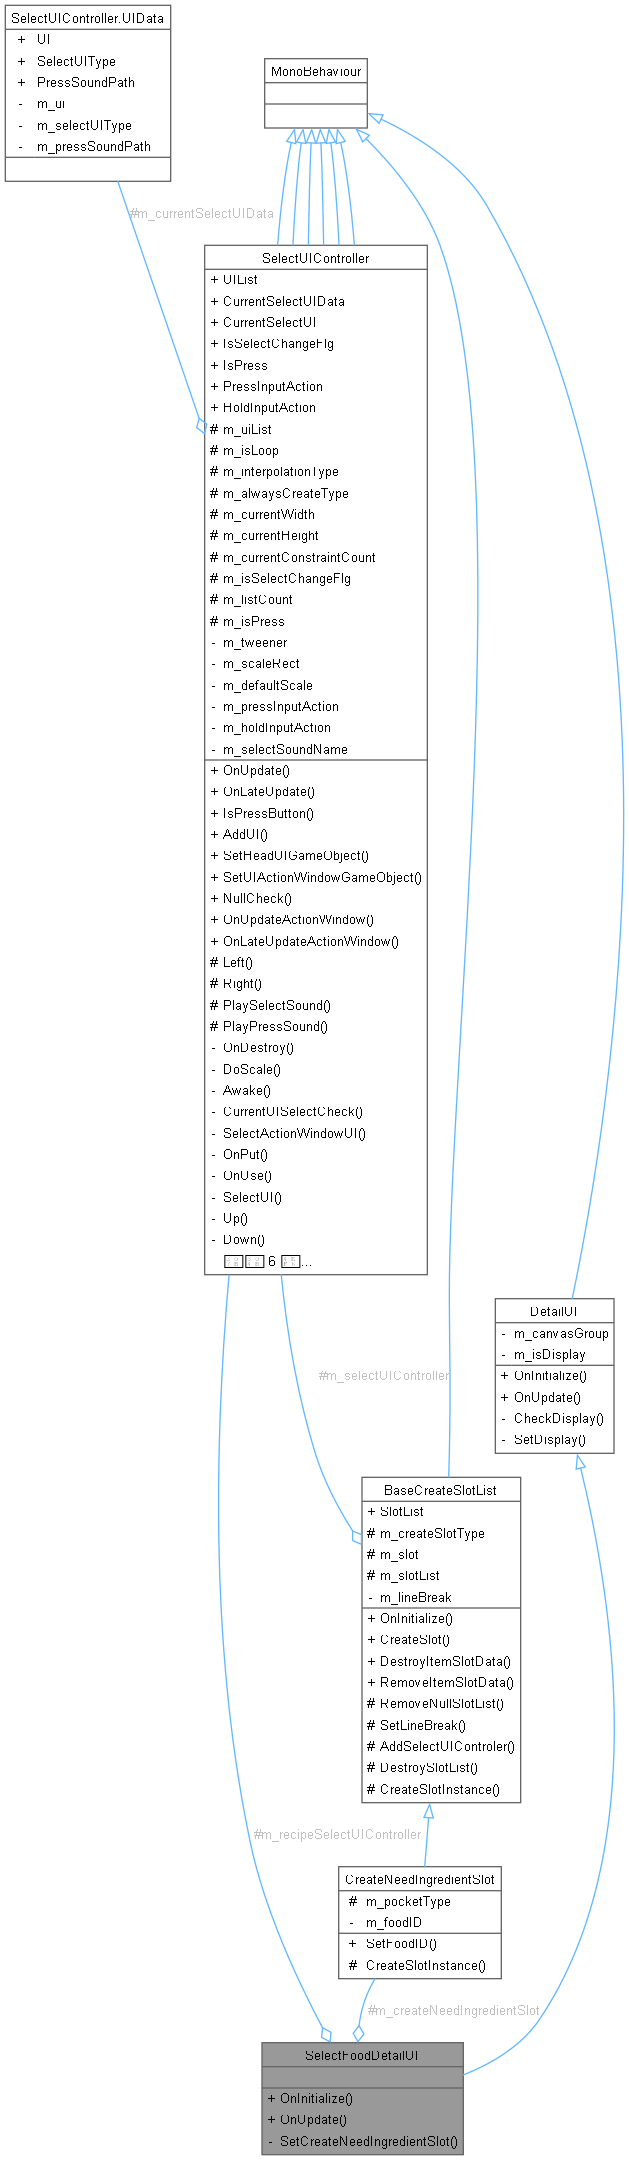 SelectUIController.UIData
+ UI
+ SelectUIType
+ PressSoundPath
- m_ui
- m_selectUIType
- m_pressSoundPath
MonoBehaviour
#m_currentSelectUIData
SelectUIController
+ UIList
+ CurrentSelectUIData
+ CurrentSelectUI
+ IsSelectChangeFlg
+ IsPress
+ PressInputAction
+ HoldInputAction
# m_uiList
# m_isLoop
# m_interpolationType
# m_alwaysCreateType
# m_currentWidth
# m_currentHeight
# m_currentConstraintCount
# m_isSelectChangeFlg
# m_listCount
# m_isPress
- m_tweener
- m_scaleRect
- m_defaultScale
- m_pressInputAction
- m_holdInputAction
- m_selectSoundName
+ OnUpdate()
+ OnLateUpdate()
+ IsPressButton()
+ AddUI()
+ SetHeadUIGameObject()
+ SetUIActionWindowGameObject()
+ NullCheck()
+ OnUpdateActionWindow()
+ OnLateUpdateActionWindow()
# Left()
# Right()
# PlaySelectSound()
# PlayPressSound()
- OnDestroy()
- DoScale()
- Awake()
- CurrentUISelectCheck()
- SelectActionWindowUI()
- OnPut()
- OnUse()
- SelectUI()
- Up()
- Down()
6 ...
DetailUI
- m_canvasGroup
- m_isDisplay
+ OnInitialize()
+ OnUpdate()
- CheckDisplay()
- SetDisplay()
#m_selectUIController
BaseCreateSlotList
+ SlotList
# m_createSlotType
# m_slot
# m_slotList
- m_lineBreak
+ OnInitialize()
+ CreateSlot()
+ DestroyItemSlotData()
+ RemoveItemSlotData()
# RemoveNullSlotList()
# SetLineBreak()
# AddSelectUIControler()
# DestroySlotList()
# CreateSlotInstance()
#m_recipeSelectUIController
CreateNeedIngredientSlot
# m_pocketType
- m_foodID
+ SetFoodID()
# CreateSlotInstance()
#m_createNeedIngredientSlot
SelectFoodDetailUI
+ OnInitialize()
+ OnUpdate()
- SetCreateNeedIngredientSlot()